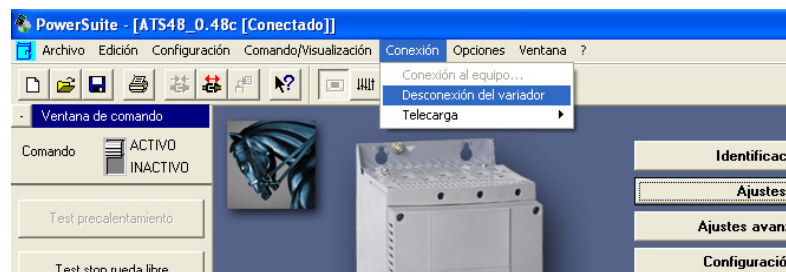 PowerSuite - [ATS48_0.48c [Conectado]]
Archivo Edición Configuración Comando/Visualización Conexión Opciones Ventana ?
Conexión al equipo...
Desconexión del variador
Telecarga
Ventana de comando
Comando
ACTIVO
INACTIVO
Test precalentamiento
Test stop rueda libre
Identificac
Ajustes
Ajustes avan
Configuració